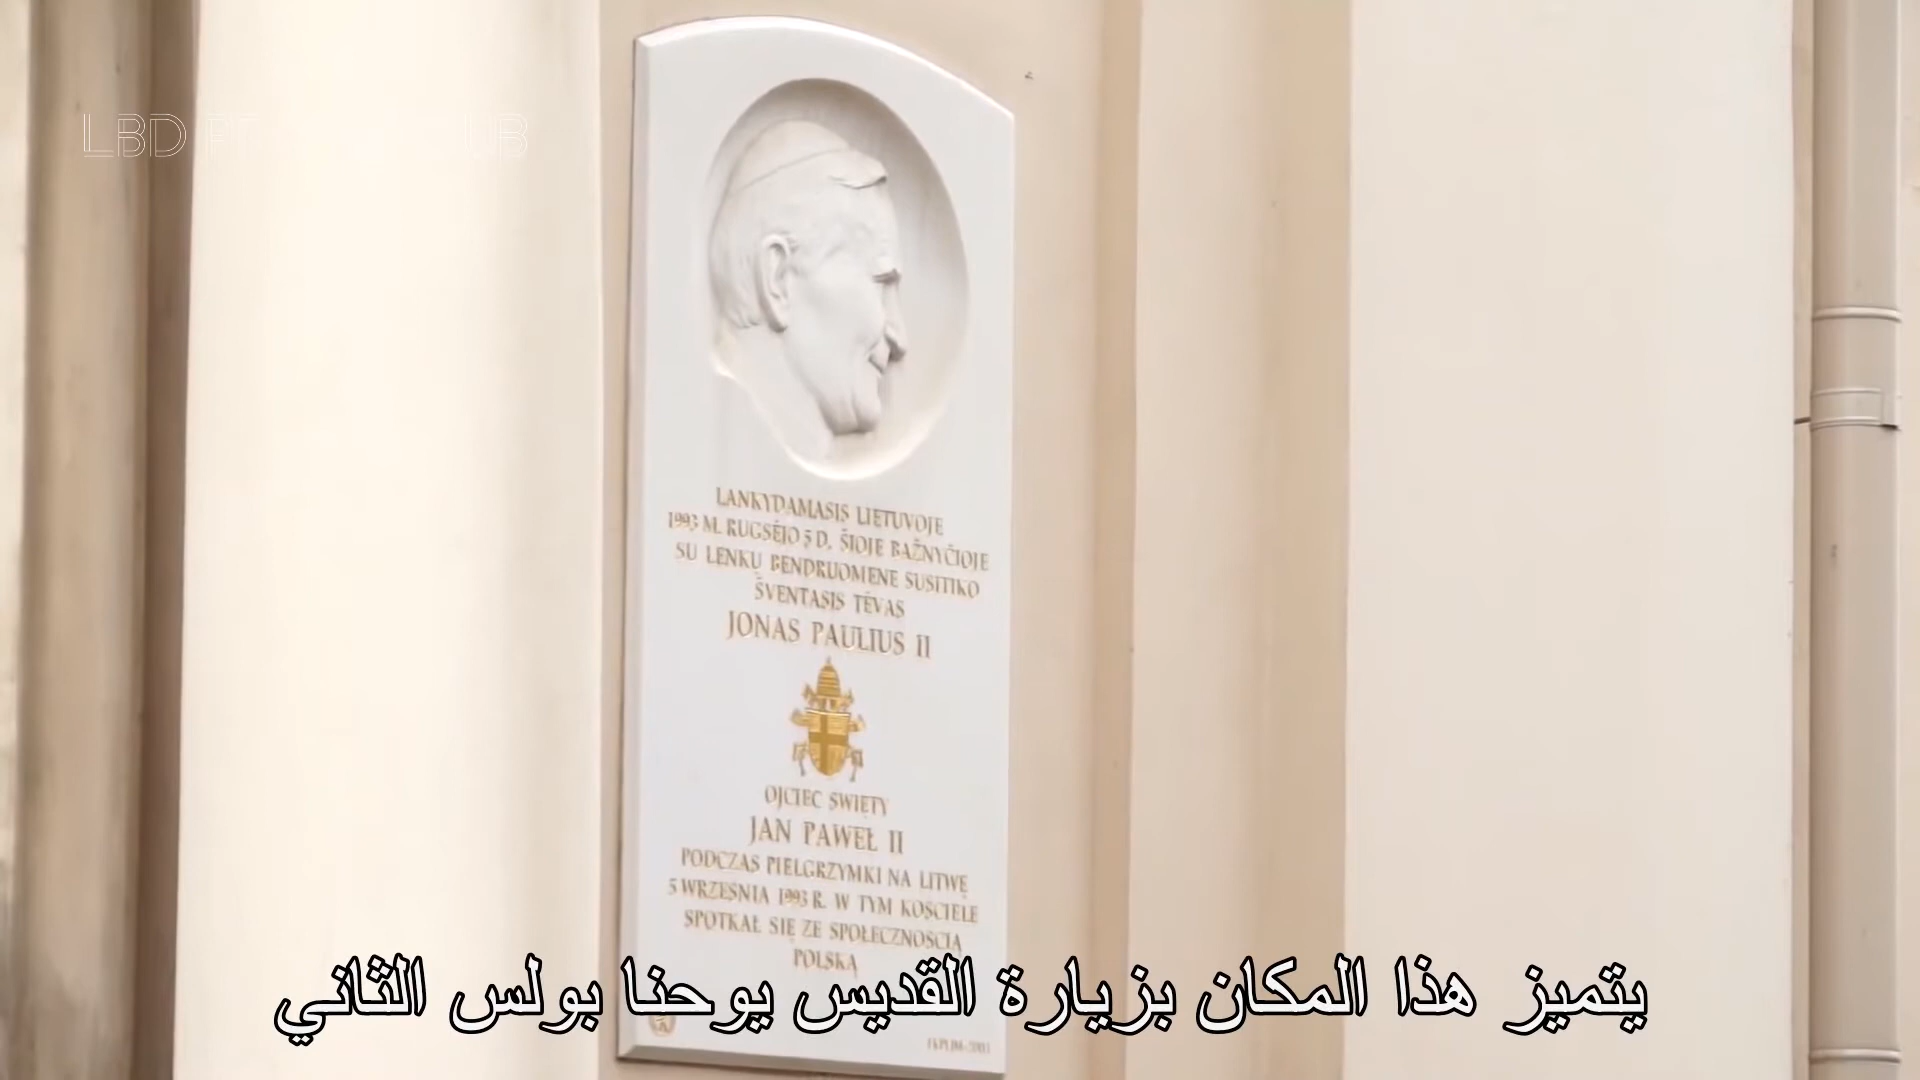 LBD
LANKYDAMASIS LIETUVOJE
1993 M. RUGSĖJO 5 D. ŠIOJE BAŽNYČIOJE
SU LENKŲ BENDRUOMENE SUSITIKO
ŠVENTASIS TĖVAS
JONAS PAULIUS II
OJCIEC ŚWIĘTY
JAN PAWEŁ II
PODCZAS PIELGRZYMKI NA LITWĘ
5 WRZEŚNIA 1993 R. W TYM KOŚCIELE
SPOTKAŁ SIĘ ZE SPOŁECZNOŚCIĄ
POLSKĄ
يتميز هذا المكان بزيارة القديس يوحنا بولس الثاني